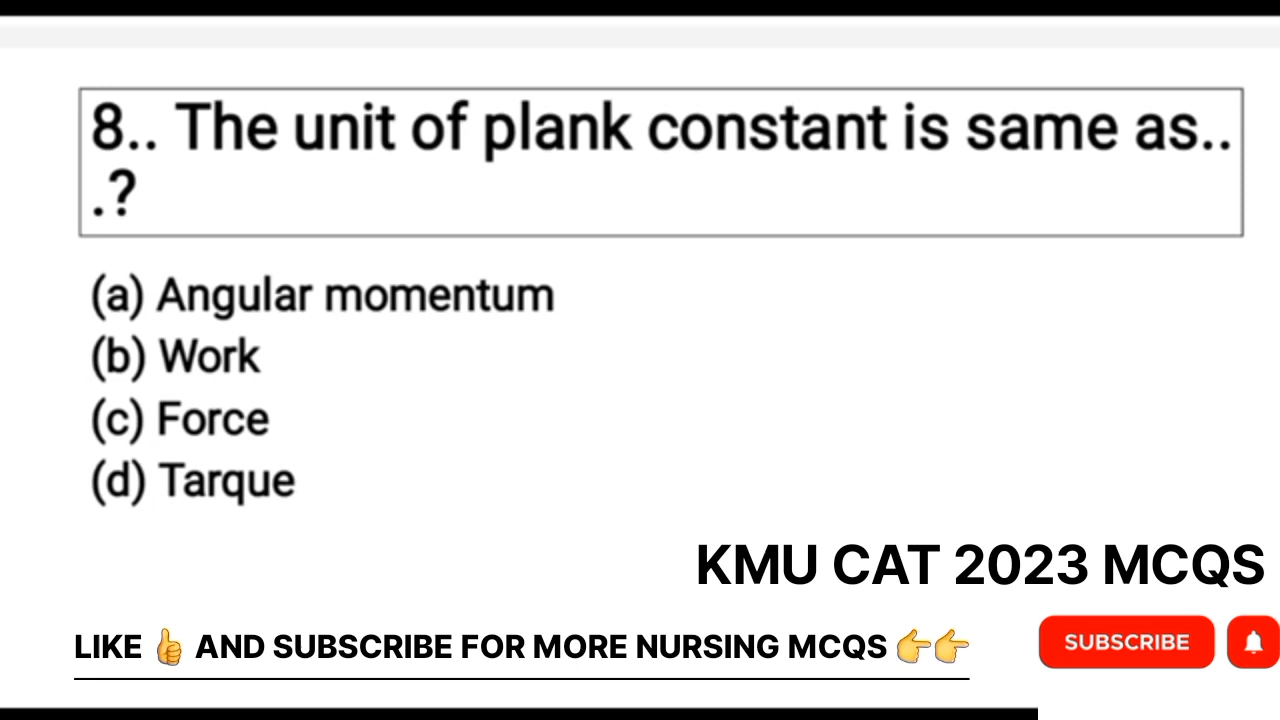 8.. The unit of plank constant is same as..
.?
(a) Angular momentum
(b) Work
(c) Force
(d) Tarque
KMU CAT 2023 MCQS
LIKE 👍 AND SUBSCRIBE FOR MORE NURSING MCQS 👉👉
SUBSCRIBE